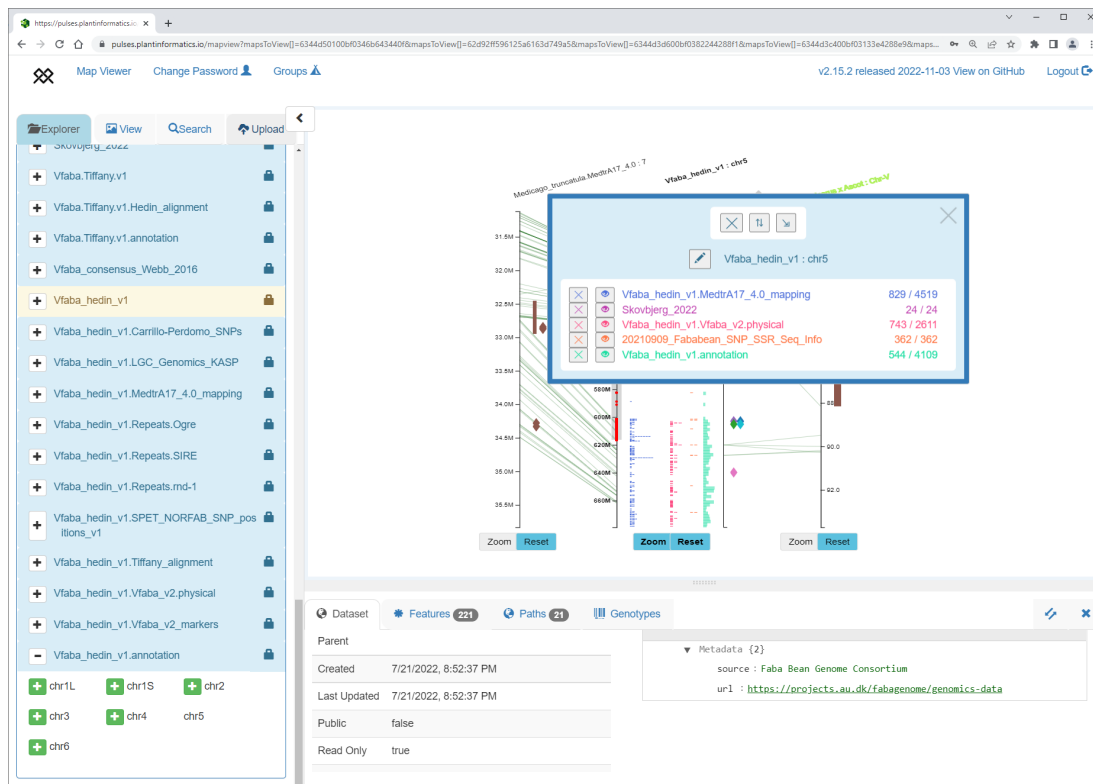 https://pulses.plantinformatics.io
pulses.plantinformatics.io/mapview?mapsToView[]=6344d50100bf0346b643440f&mapsToView[]=62d92ff596125a6163d749a5&mapsToView[]=6344d3d600bf0382244288f1&mapsToView[]=6344d3c400bf03133e4288e9&maps...
Map Viewer Change Password Groups v2.15.2 released 2022-11-03 View on GitHub Logout
Explorer View Search Upload
Skovbjerg_2022
Vfaba.Tiffany.v1
Vfaba.Tiffany.v1.Hedin_alignment
Vfaba.Tiffany.v1.annotation
Vfaba_consensus_Webb_2016
Vfaba_hedin_v1
Vfaba_hedin_v1.Carrillo-Perdomo_SNPs
Vfaba_hedin_v1.LGC_Genomics_KASP
Vfaba_hedin_v1.MedtrA17_4.0_mapping
Vfaba_hedin_v1.Repeats.Ogre
Vfaba_hedin_v1.Repeats.SIRE
Vfaba_hedin_v1.Repeats.rnd-1
Vfaba_hedin_v1.SPET_NORFAB_SNP_pos
itions_v1
Vfaba_hedin_v1.Tiffany_alignment
Vfaba_hedin_v1.Vfaba_v2.physical
Vfaba_hedin_v1.Vfaba_v2_markers
Vfaba_hedin_v1.annotation
chr1L chr1S chr2
chr3 chr4 chr5
chr6
Medicago_truncatula.MedtrA17_4.0 : 7
Vfaba_hedin_v1 : chr5
x Ascot : Chr-V
31.5M
32.0M
32.5M
33.0M
33.5M
34.0M
34.5M
35.0M
35.5M
Vfaba_hedin_v1 : chr5
Vfaba_hedin_v1.MedtrA17_4.0_mapping 829 / 4519
Skovbjerg_2022 24 / 24
Vfaba_hedin_v1.Vfaba_v2.physical 743 / 2611
20210909_Fababean_SNP_SSR_Seq_Info 362 / 362
Vfaba_hedin_v1.annotation 544 / 4109
580M
600M
620M
640M
660M
88
90.0
92.0
Zoom Reset
Zoom Reset
Zoom Reset
Dataset Features 221 Paths 21 Genotypes
Parent
Created 7/21/2022, 8:52:37 PM
Last Updated 7/21/2022, 8:52:37 PM
Public false
Read Only true
Metadata {2}
source : Faba Bean Genome Consortium
url : https://projects.au.dk/fabagenome/genomics-data